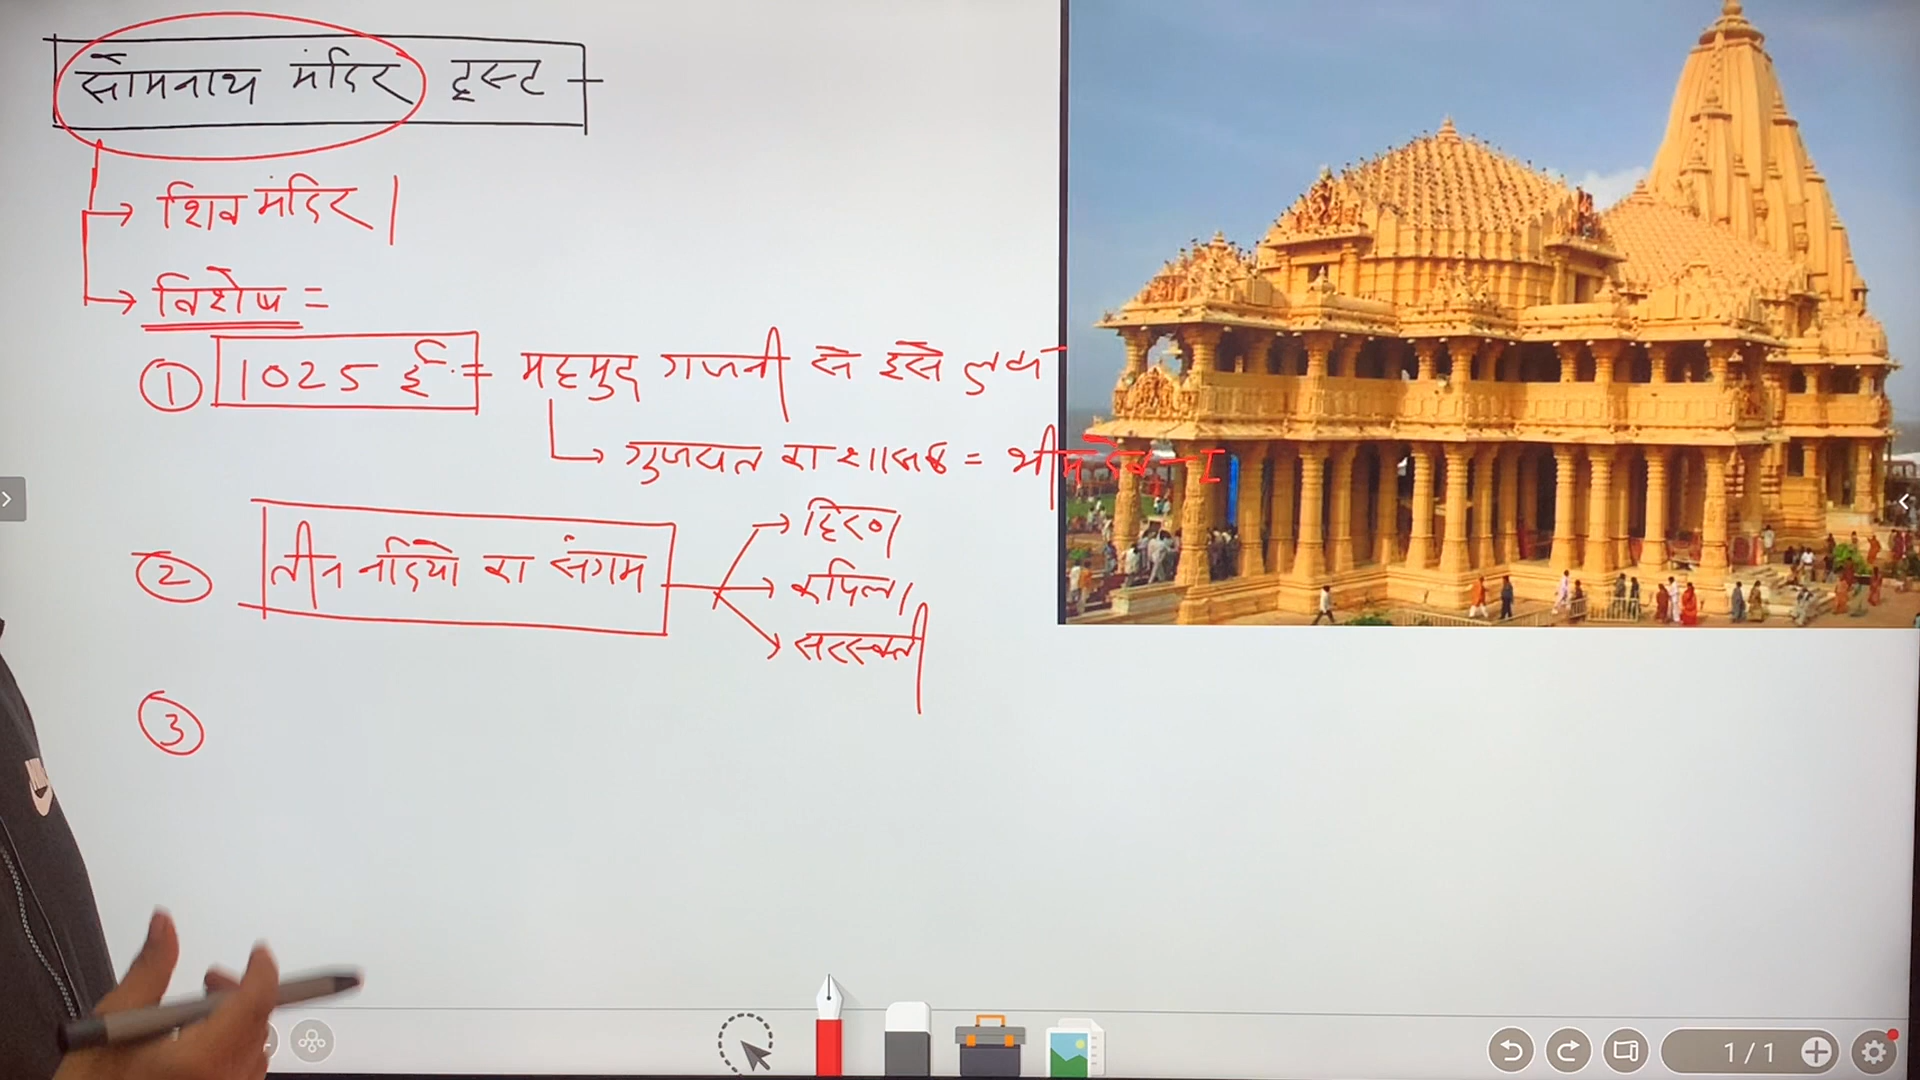 सोमनाथ मंदिर ट्रस्ट
→ शिव मंदिर।
→ विशेष =
① 1025 ई. = महमुद गजनी से इसे
→ गुजरात का शासक = भीमदेव-I
② तीन नदियों का संगम
→ हिरण
→ कपिला
→ सरस्वती
③
1/1